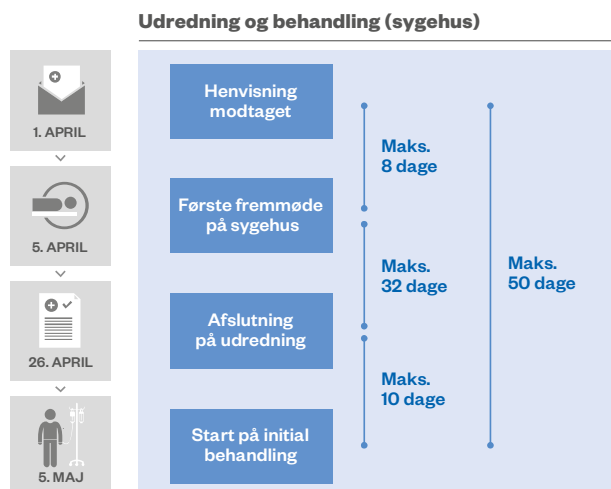 Udredning og behandling (sygehus)
1. APRIL
Henvisning
modtaget
Maks.
8 dage
5. APRIL
Første fremmøde
på sygehus
Maks.
32 dage
Maks.
50 dage
26. APRIL
Afslutning
på udredning
Maks.
10 dage
5. MAJ
Start på initial
behandling